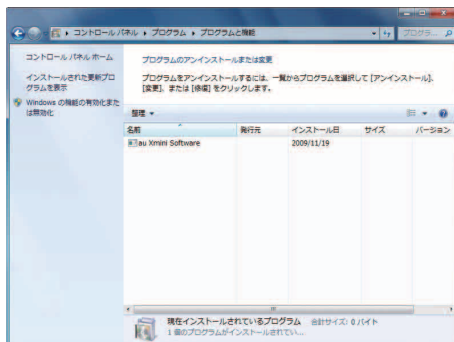 コントロール パネル ▸ プログラム ▸ プログラムと機能
プログラ...
コントロール パネル ホーム
インストールされた更新プロ
グラムを表示
Windows の機能の有効化また
は無効化
プログラムのアンインストールまたは変更
プログラムをアンインストールするには、一覧からプログラムを選択して [アンインストール]、
[変更]、または [修復] をクリックします。
整理
名前 発行元 インストール日 サイズ バージョン
au Xmini Software 2009/11/19
現在インストールされているプログラム 合計サイズ: 0 バイト
1 個のプログラムがインストールされてい...